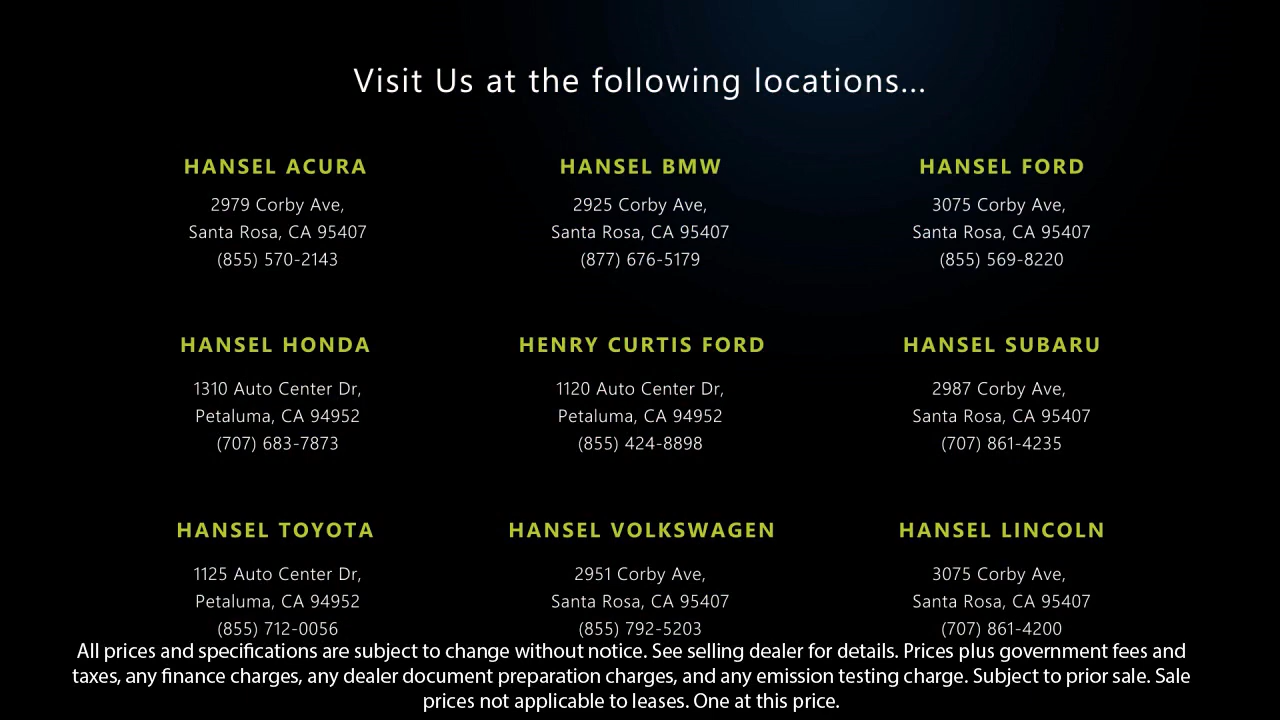 Visit Us at the following locations...
HANSEL ACURA
2979 Corby Ave,
Santa Rosa, CA 95407
(855) 570-2143
HANSEL BMW
2925 Corby Ave,
Santa Rosa, CA 95407
(877) 676-5179
HANSEL FORD
3075 Corby Ave,
Santa Rosa, CA 95407
(855) 569-8220
HANSEL HONDA
1310 Auto Center Dr,
Petaluma, CA 94952
(707) 683-7873
HENRY CURTIS FORD
1120 Auto Center Dr,
Petaluma, CA 94952
(855) 424-8898
HANSEL SUBARU
2987 Corby Ave,
Santa Rosa, CA 95407
(707) 861-4235
HANSEL TOYOTA
1125 Auto Center Dr,
Petaluma, CA 94952
(855) 712-0056
HANSEL VOLKSWAGEN
2951 Corby Ave,
Santa Rosa, CA 95407
(855) 792-5203
HANSEL LINCOLN
3075 Corby Ave,
Santa Rosa, CA 95407
(707) 861-4200
All prices and specifications are subject to change without notice. See selling dealer for details. Prices plus government fees and
taxes, any finance charges, any dealer document preparation charges, and any emission testing charge. Subject to prior sale. Sale
prices not applicable to leases. One at this price.